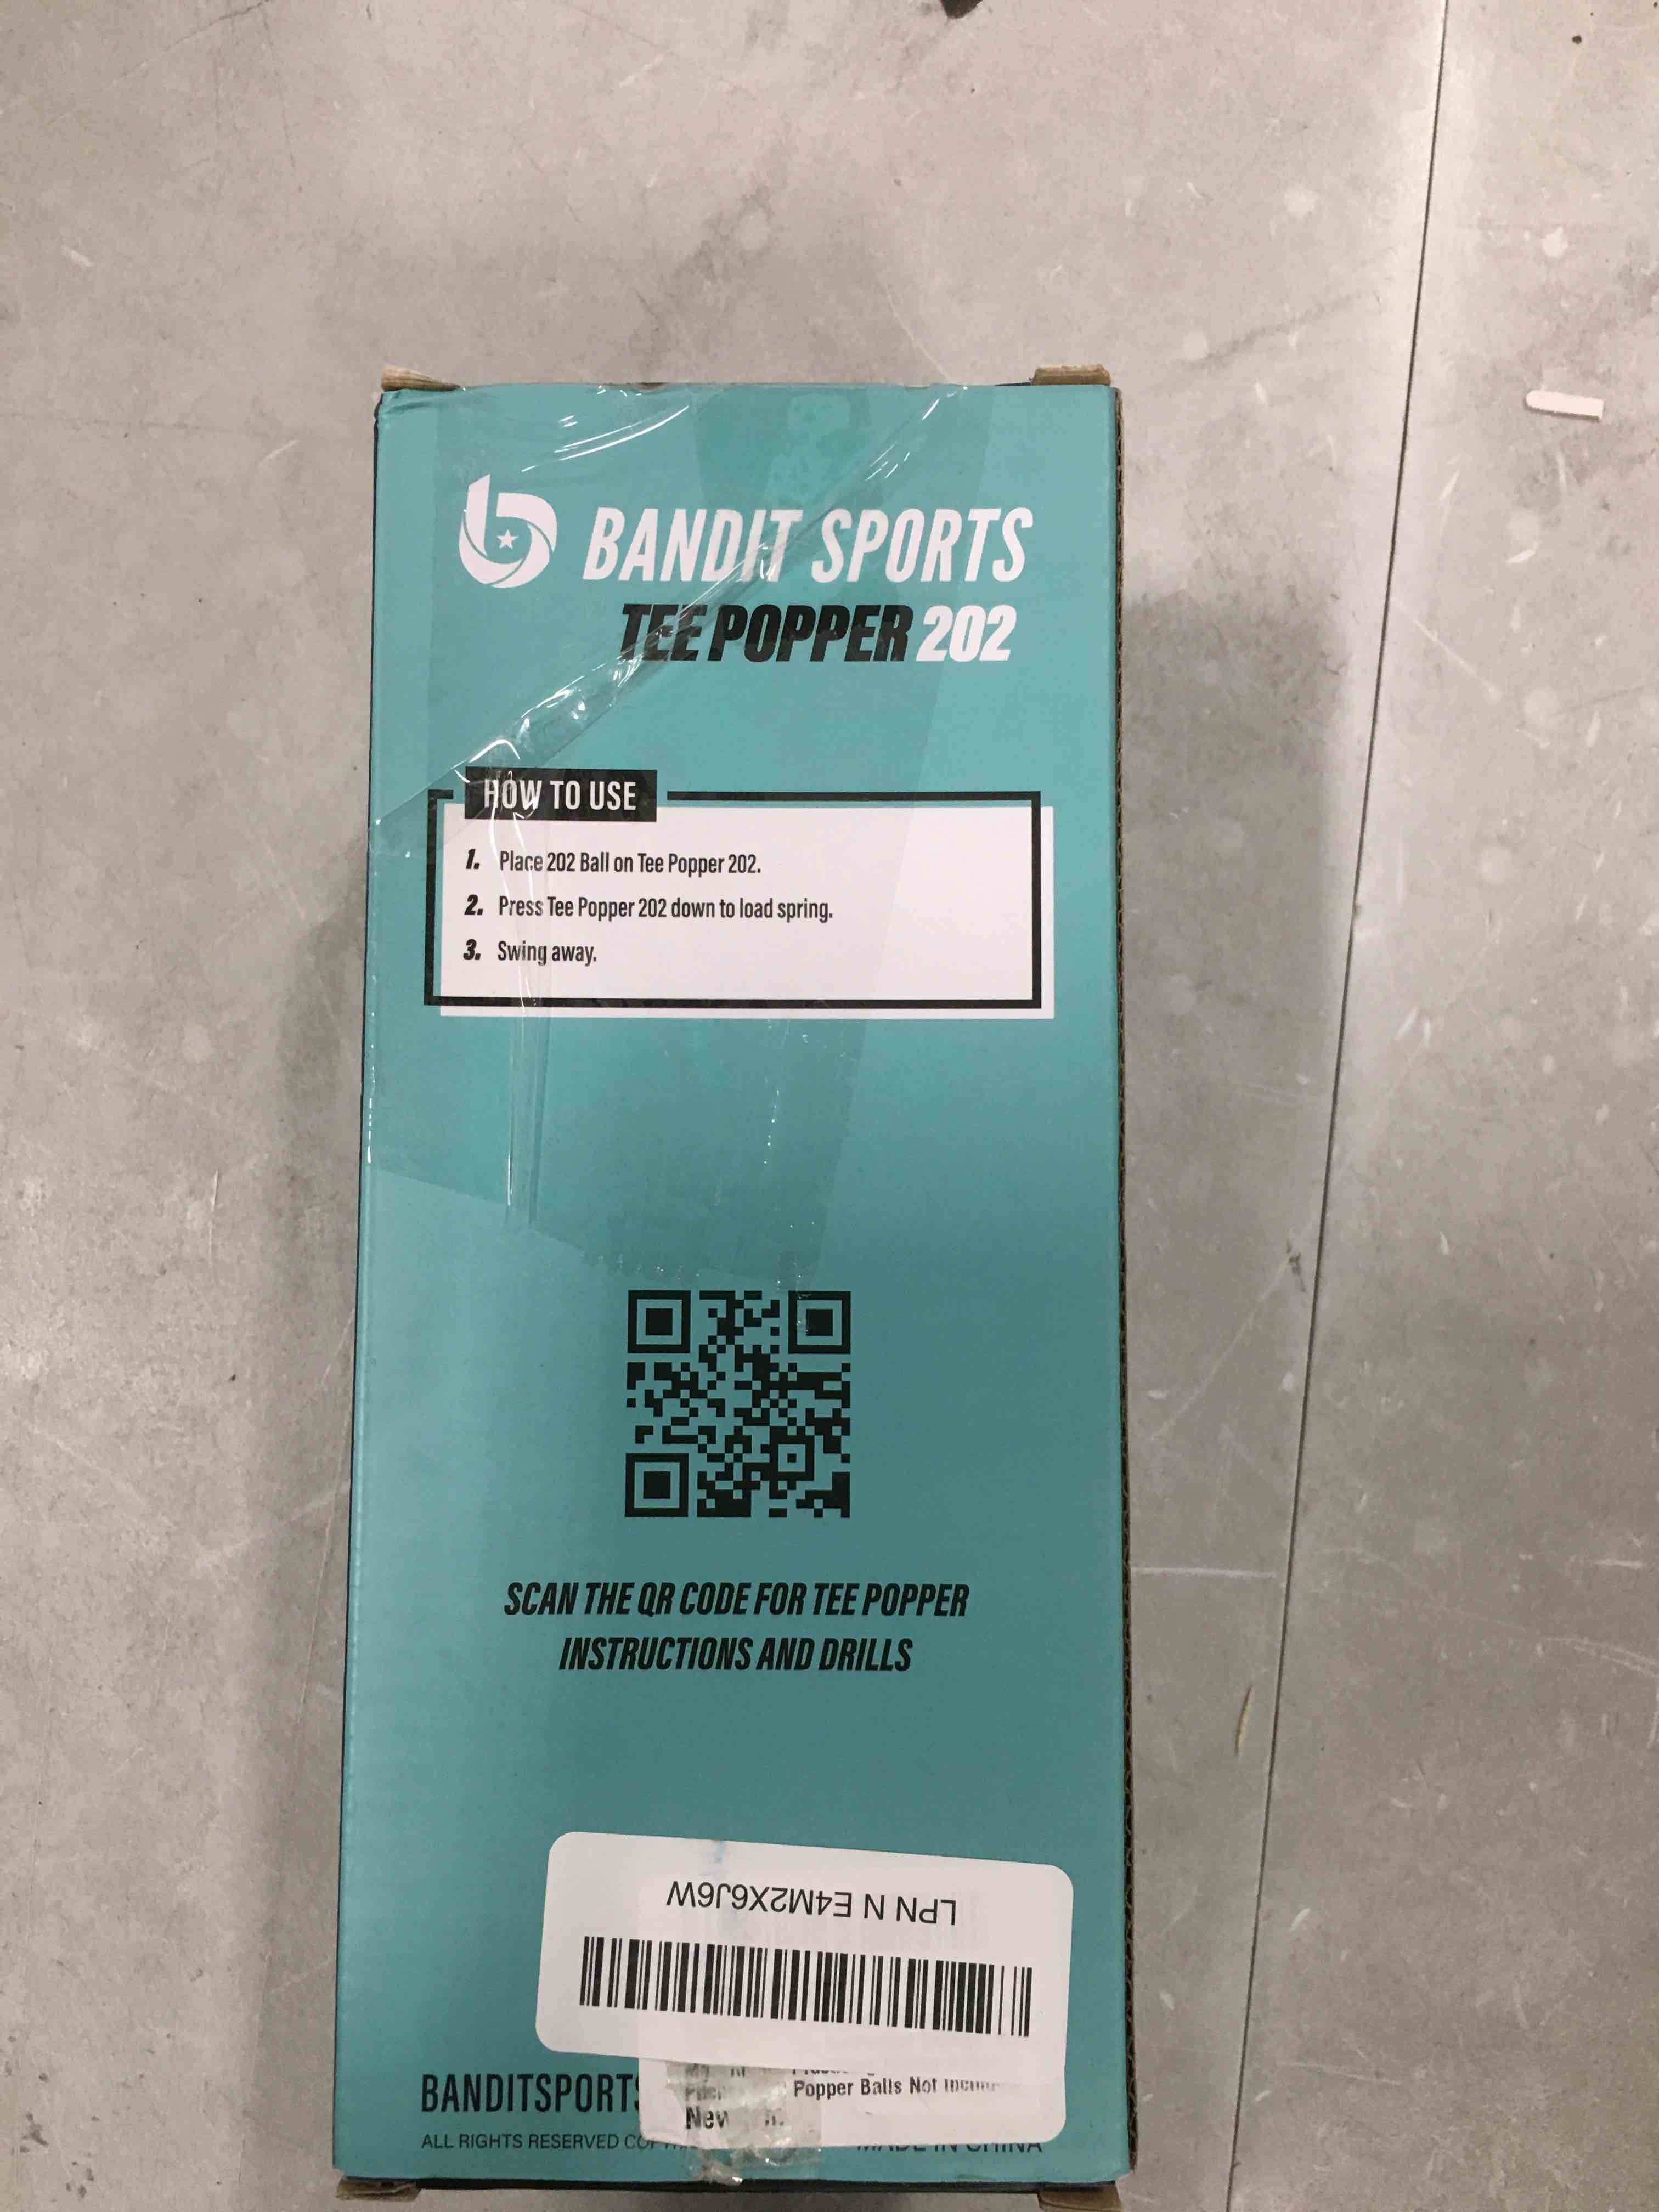 BANDIT SPORTS
TEE POPPER 202
HOW TO USE
1. Place 202 Ball on Tee Popper 202.
2. Press Tee Popper 202 down to load spring.
3. Swing away.
SCAN THE QR CODE FOR TEE POPPER
INSTRUCTIONS AND DRILLS
LPN N E4M2X6J6W
Popper Balls Not
BANDITSPORTS
New
ALL RIGHTS RESERVED
MADE IN CHINA